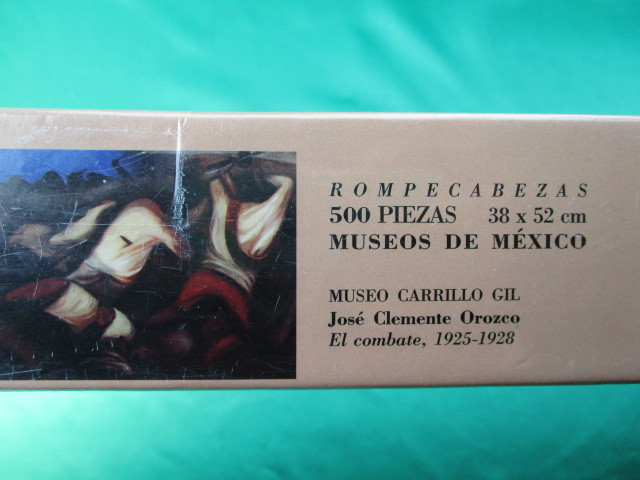 ROMPECABEZAS
500 PIEZAS 38 x 52 cm
MUSEOS DE MÉXICO
MUSEO CARRILLO GIL
José Clemente Orozco
El combate, 1925-1928